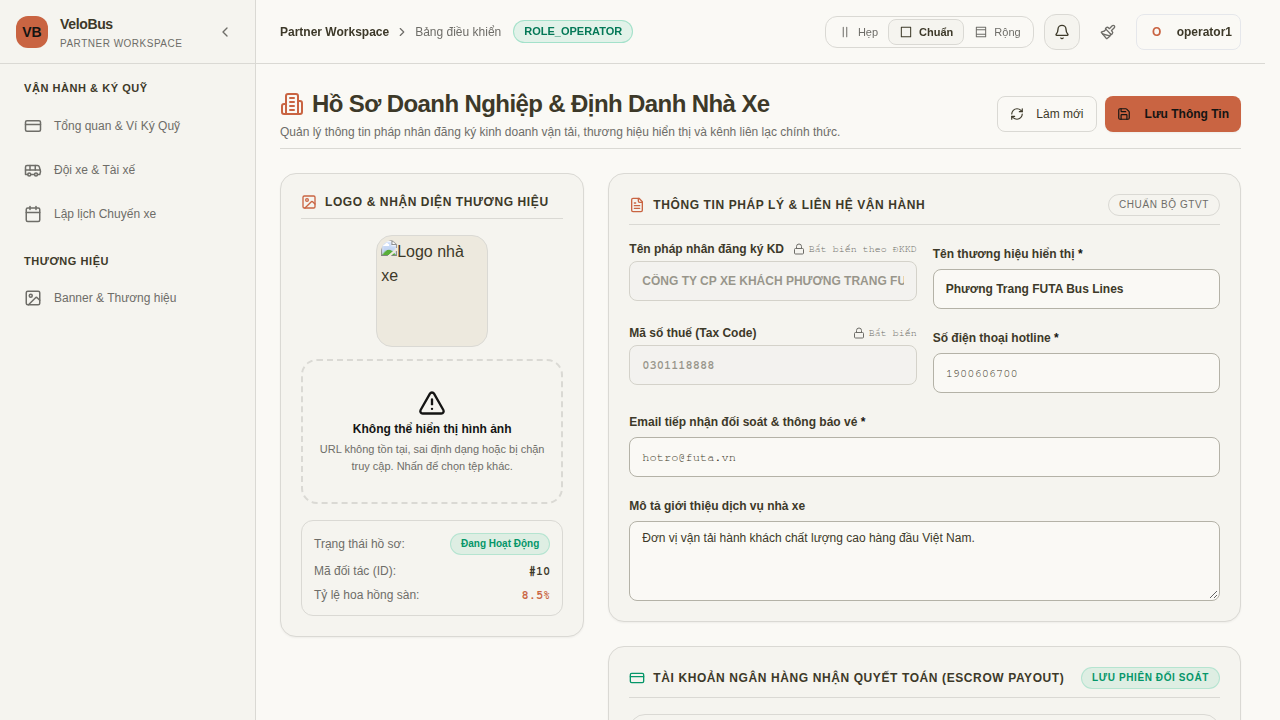 VB
VeloBus
PARTNER WORKSPACE
VẬN HÀNH & KÝ QUỸ
Tổng quan & Ví Ký Quỹ
Đội xe & Tài xế
Lập lịch Chuyến xe
THƯƠNG HIỆU
Banner & Thương hiệu
Partner Workspace > Bảng điều khiển ROLE_OPERATOR
Hẹp Chuẩn Rộng
O operator1
Hồ Sơ Doanh Nghiệp & Định Danh Nhà Xe
Quản lý thông tin pháp nhân đăng ký kinh doanh vận tải, thương hiệu hiển thị và kênh liên lạc chính thức.
Làm mới
Lưu Thông Tin
LOGO & NHẬN DIỆN THƯƠNG HIỆU
Logo nhà
xe
Không thể hiển thị hình ảnh
URL không tồn tại, sai định dạng hoặc bị chặn
truy cập. Nhấn để chọn tệp khác.
Trạng thái hồ sơ: Đang Hoạt Động
Mã đối tác (ID): #10
Tỷ lệ hoa hồng sàn: 8.5%
THÔNG TIN PHÁP LÝ & LIÊN HỆ VẬN HÀNH
CHUẨN BỘ GTVT
Tên pháp nhân đăng ký KD Bất biến theo ĐKKD
CÔNG TY CP XE KHÁCH PHƯƠNG TRANG FU
Tên thương hiệu hiển thị *
Phương Trang FUTA Bus Lines
Mã số thuế (Tax Code) Bất biến
0301118888
Số điện thoại hotline *
1900606700
Email tiếp nhận đối soát & thông báo vé *
hotro@futa.vn
Mô tả giới thiệu dịch vụ nhà xe
Đơn vị vận tải hành khách chất lượng cao hàng đầu Việt Nam.
TÀI KHOẢN NGÂN HÀNG NHẬN QUYẾT TOÁN (ESCROW PAYOUT)
LƯU PHIÊN ĐỐI SOÁT